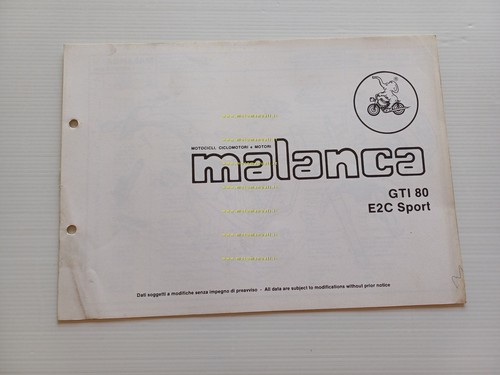 MOTOCICLI, CICLOMOTORI e MOTORI
malanca
GTI 80
E2C Sport
Dati soggetti a modifiche senza impegno di preavviso - All data are subject to modifications without prior notice